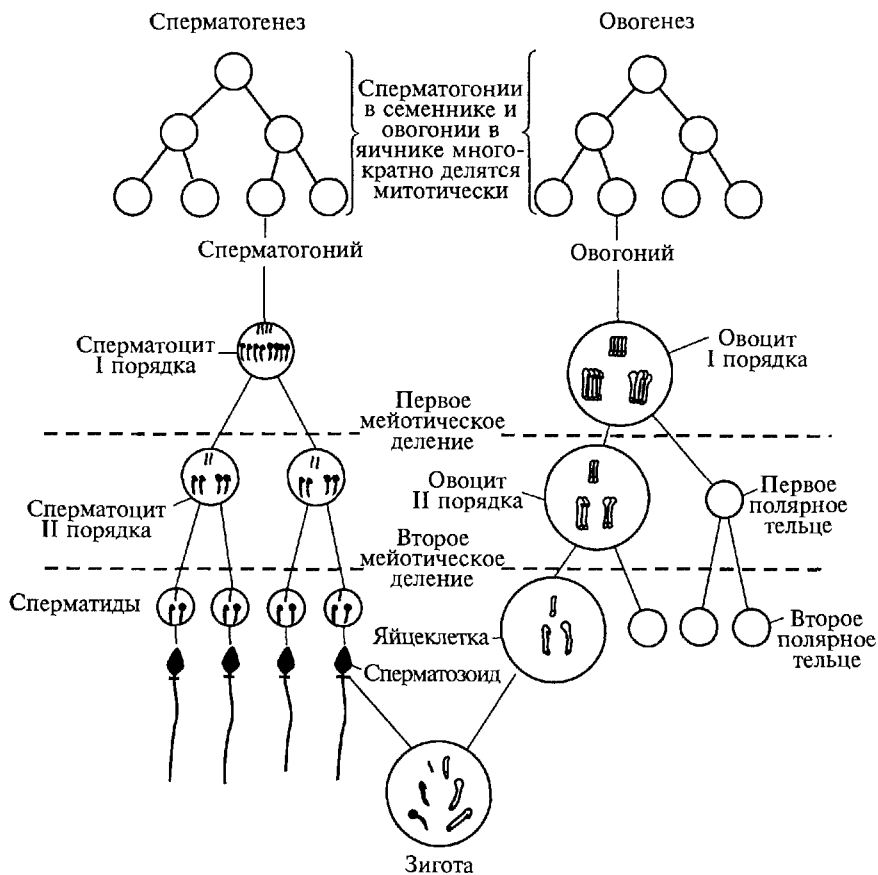 Сперматогенез
Овогенез
Сперматогонии
в семеннике и
овогонии в
яичнике много-
кратно делятся
митотически
Сперматогоний
Овогоний
Сперматоцит
I порядка
Овоцит
I порядка
Первое
мейотическое
деление
Сперматоцит
II порядка
Овоцит
II порядка
Первое
полярное
тельце
Второе
мейотическое
деление
Сперматиды
Яйцеклетка
Второе
полярное
тельце
Сперматозоид
Зигота